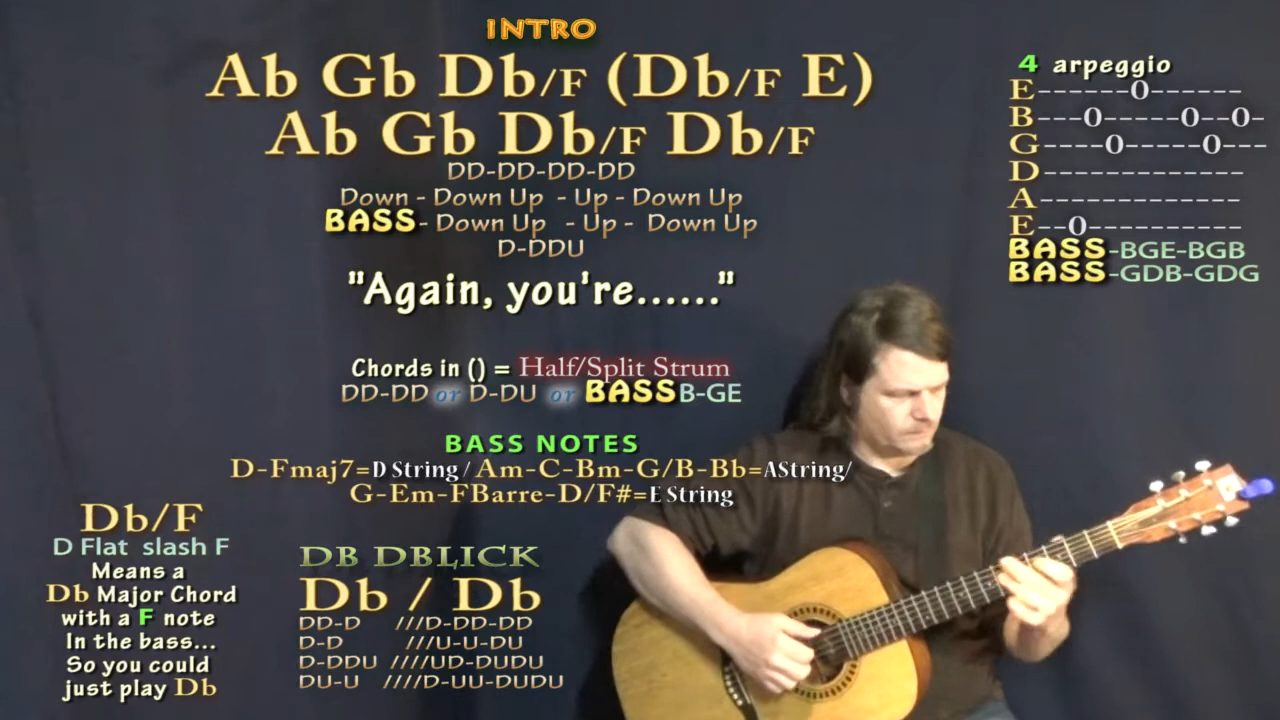 INTRO
Ab Gb Db/F (Db/F E)
Ab Gb Db/F Db/F
DD-DD-DD-DD
Down - Down Up - Up - Down Up
BASS - Down Up - Up - Down Up
D-DDU
"Again, you're......"
Chords in () = Half/Split Strum
DD-DD or D-DU or BASS B-GE
BASS NOTES
D-Fmaj7=D String / Am-C-Bm-G/B-Bb=AString/
G-Em-FBarre-D/F#=E String
Db/F
D Flat slash F
Means a
Db Major Chord
with a F note
In the bass...
So you could
just play Db
DB DBLICK
Db / Db
DD-D ///D-DD-DD
D-D ///U-U-DU
D-DDU ////UD-DUDU
DU-U ////D-UU-DUDU
4 arpeggio
E-------0------
B---0-----0--0-
G----0-----0---
D-------------
A-------------
E--0----------
BASS-BGE-BGB
BASS-GDB-GDG